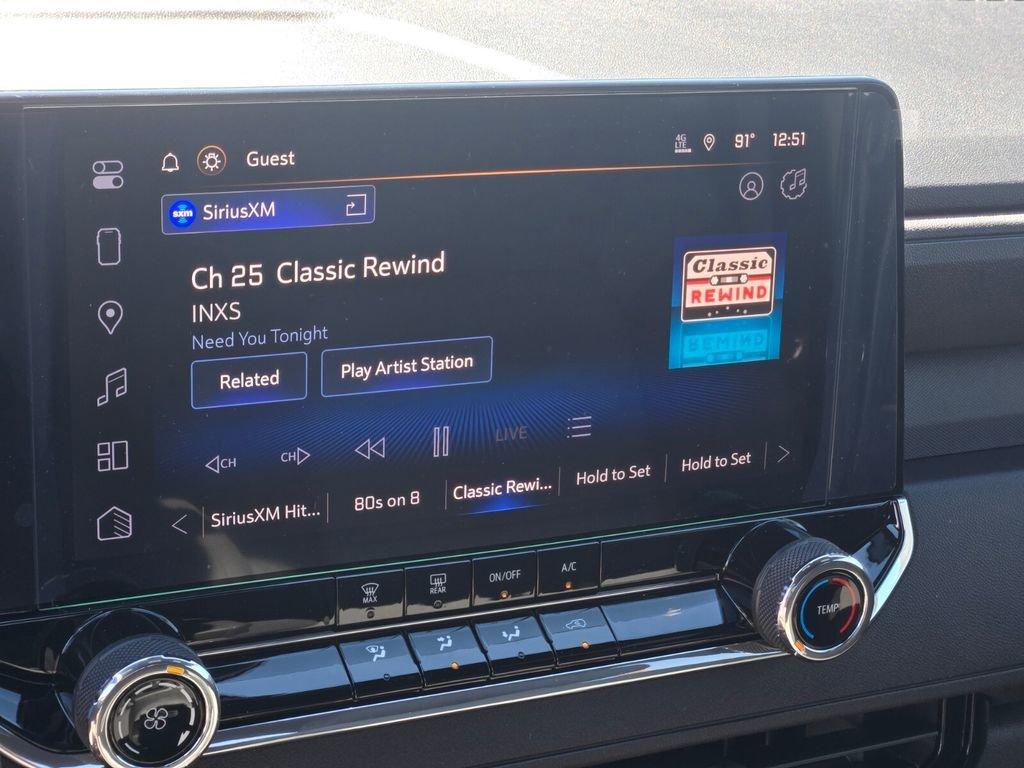 Guest
4G
LTE
91° 12:51
sxm SiriusXM
Ch 25 Classic Rewind
INXS
Need You Tonight
Related
Play Artist Station
Classic
REWIND
REWIND
CH
CH
LIVE
SiriusXM Hit...
80s on 8
Classic Rewi...
Hold to Set
Hold to Set
MAX
REAR
ON/OFF
A/C
TEMP